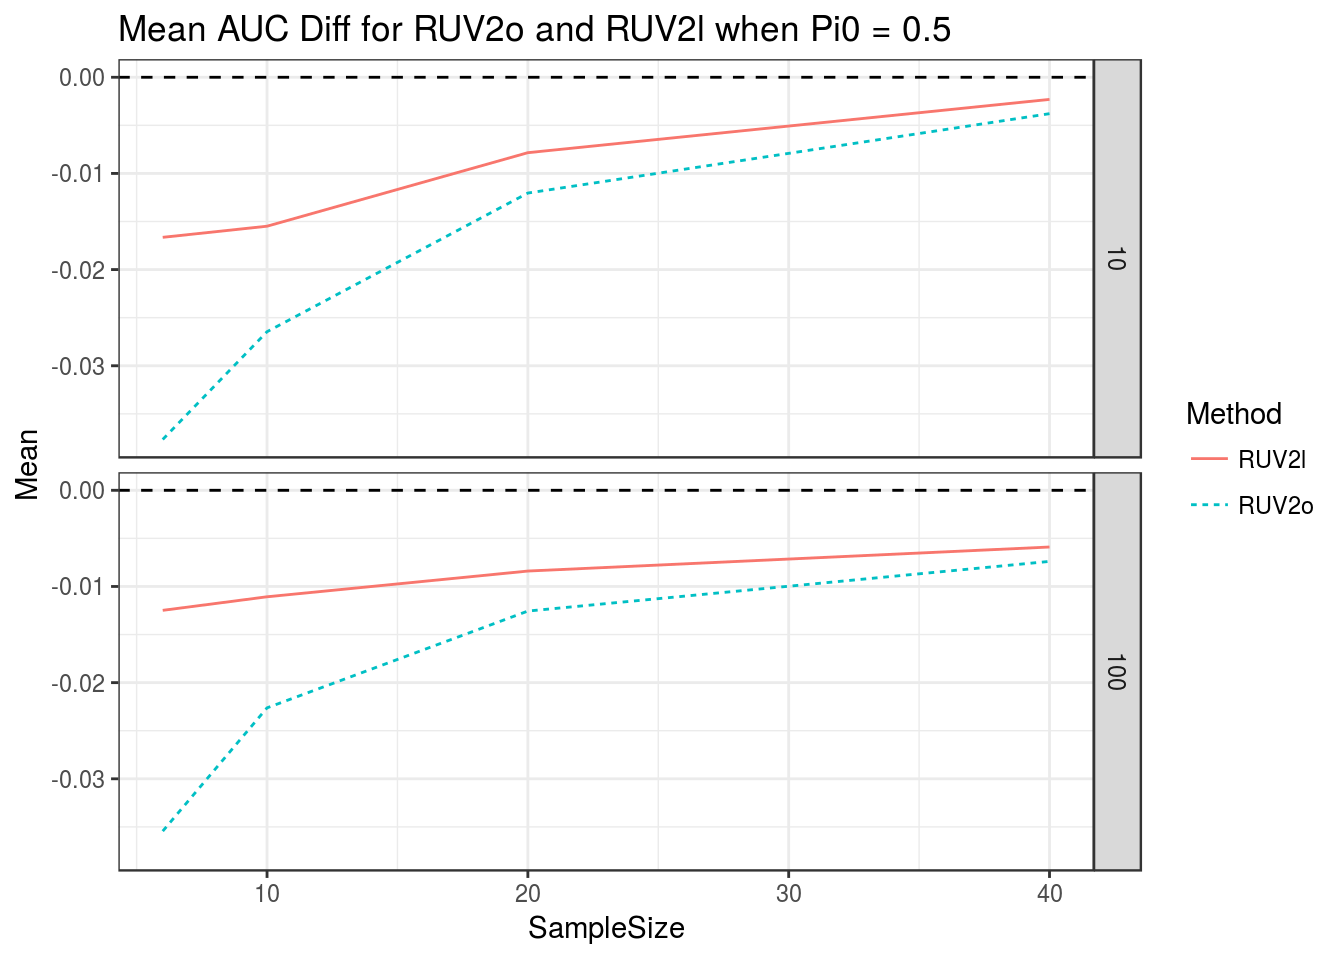 Mean AUC Diff for RUV2o and RUV2l when Pi0 = 0.5
0.00
-0.01
-0.02
-0.03
10
0.00
-0.01
-0.02
-0.03
100
Mean
10 20 30 40
SampleSize
Method
RUV2l
RUV2o